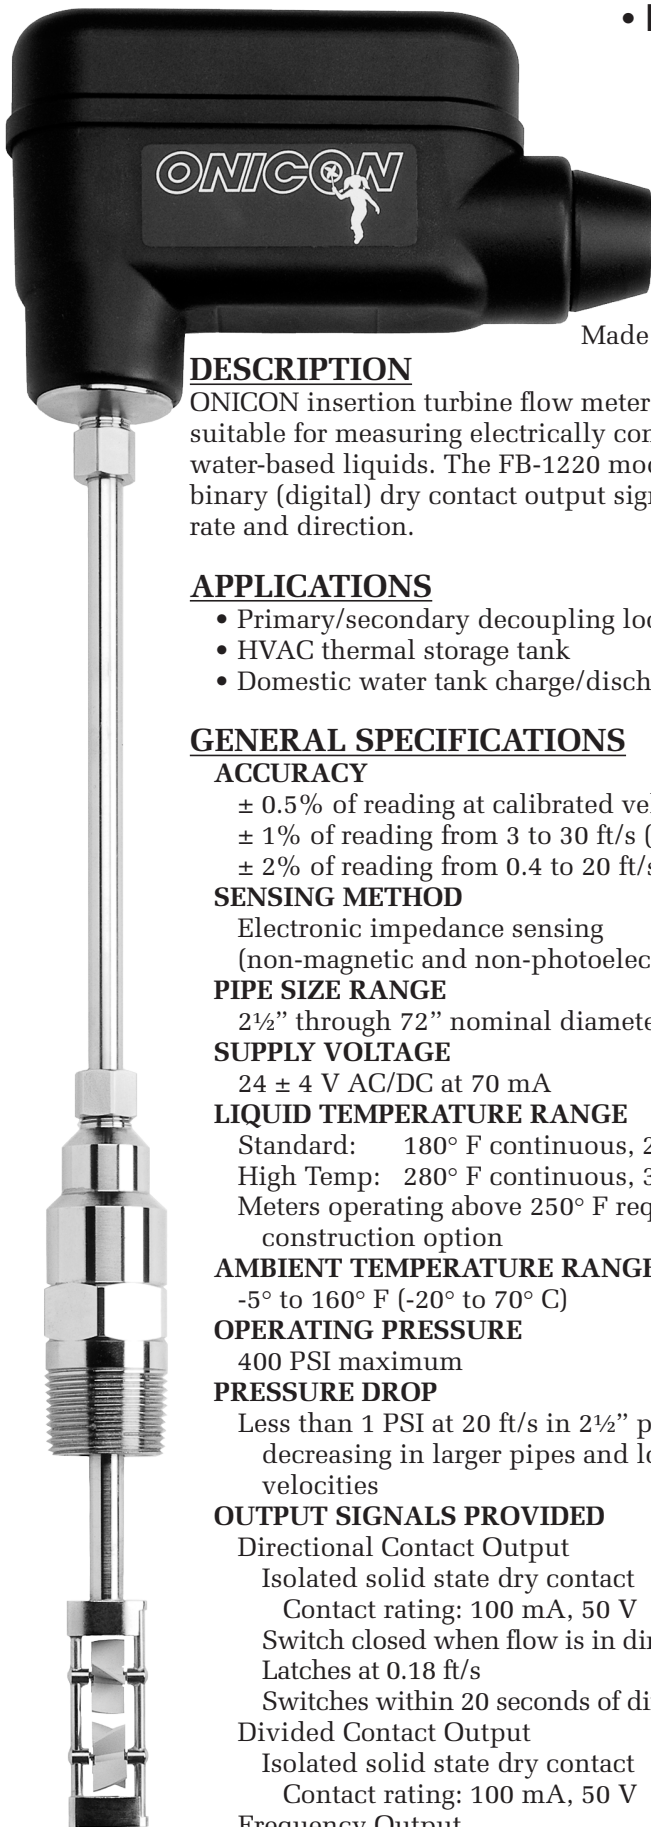 ONICON
Made
DESCRIPTION
ONICON insertion turbine flow meter
suitable for measuring electrically con
water-based liquids. The FB-1220 mod
binary (digital) dry contact output sign
rate and direction.
APPLICATIONS
• Primary/secondary decoupling loo
• HVAC thermal storage tank
• Domestic water tank charge/disch
GENERAL SPECIFICATIONS
ACCURACY
± 0.5% of reading at calibrated vel
± 1% of reading from 3 to 30 ft/s (
± 2% of reading from 0.4 to 20 ft/s
SENSING METHOD
Electronic impedance sensing
(non-magnetic and non-photoelec
PIPE SIZE RANGE
2½” through 72” nominal diamete
SUPPLY VOLTAGE
24 ± 4 V AC/DC at 70 mA
LIQUID TEMPERATURE RANGE
Standard: 180° F continuous, 2
High Temp: 280° F continuous, 3
Meters operating above 250° F req
construction option
AMBIENT TEMPERATURE RANGE
-5° to 160° F (-20° to 70° C)
OPERATING PRESSURE
400 PSI maximum
PRESSURE DROP
Less than 1 PSI at 20 ft/s in 2½” p
decreasing in larger pipes and lo
velocities
OUTPUT SIGNALS PROVIDED
Directional Contact Output
Isolated solid state dry contact
Contact rating: 100 mA, 50 V
Switch closed when flow is in dir
Latches at 0.18 ft/s
Switches within 20 seconds of di
Divided Contact Output
Isolated solid state dry contact
Contact rating: 100 mA, 50 V
Frequency Output